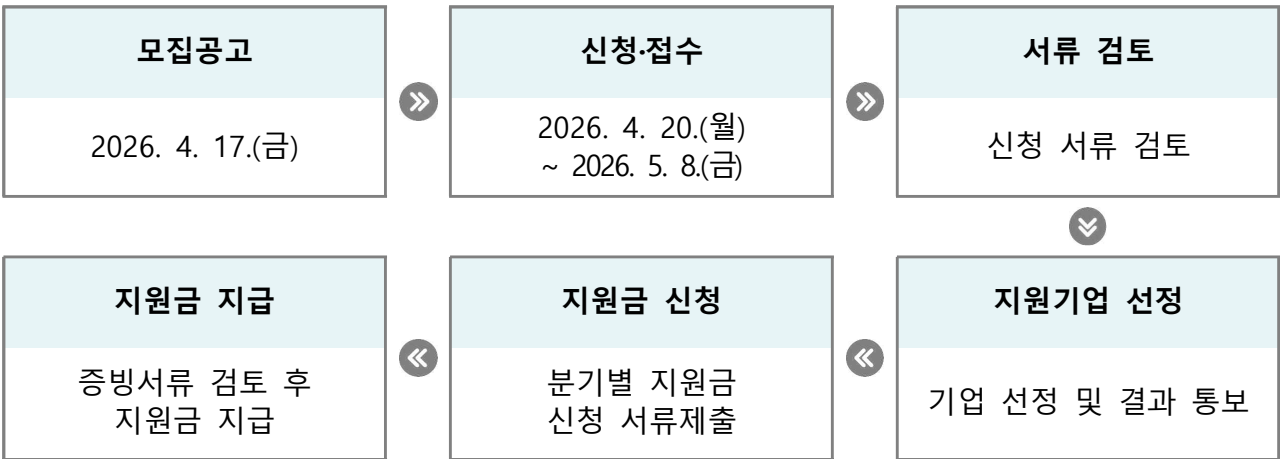 모집공고
2026. 4. 17.(금)
신청·접수
2026. 4. 20.(월)
~ 2026. 5. 8.(금)
서류 검토
신청 서류 검토
지원기업 선정
기업 선정 및 결과 통보
지원금 신청
분기별 지원금
신청 서류제출
지원금 지급
증빙서류 검토 후
지원금 지급